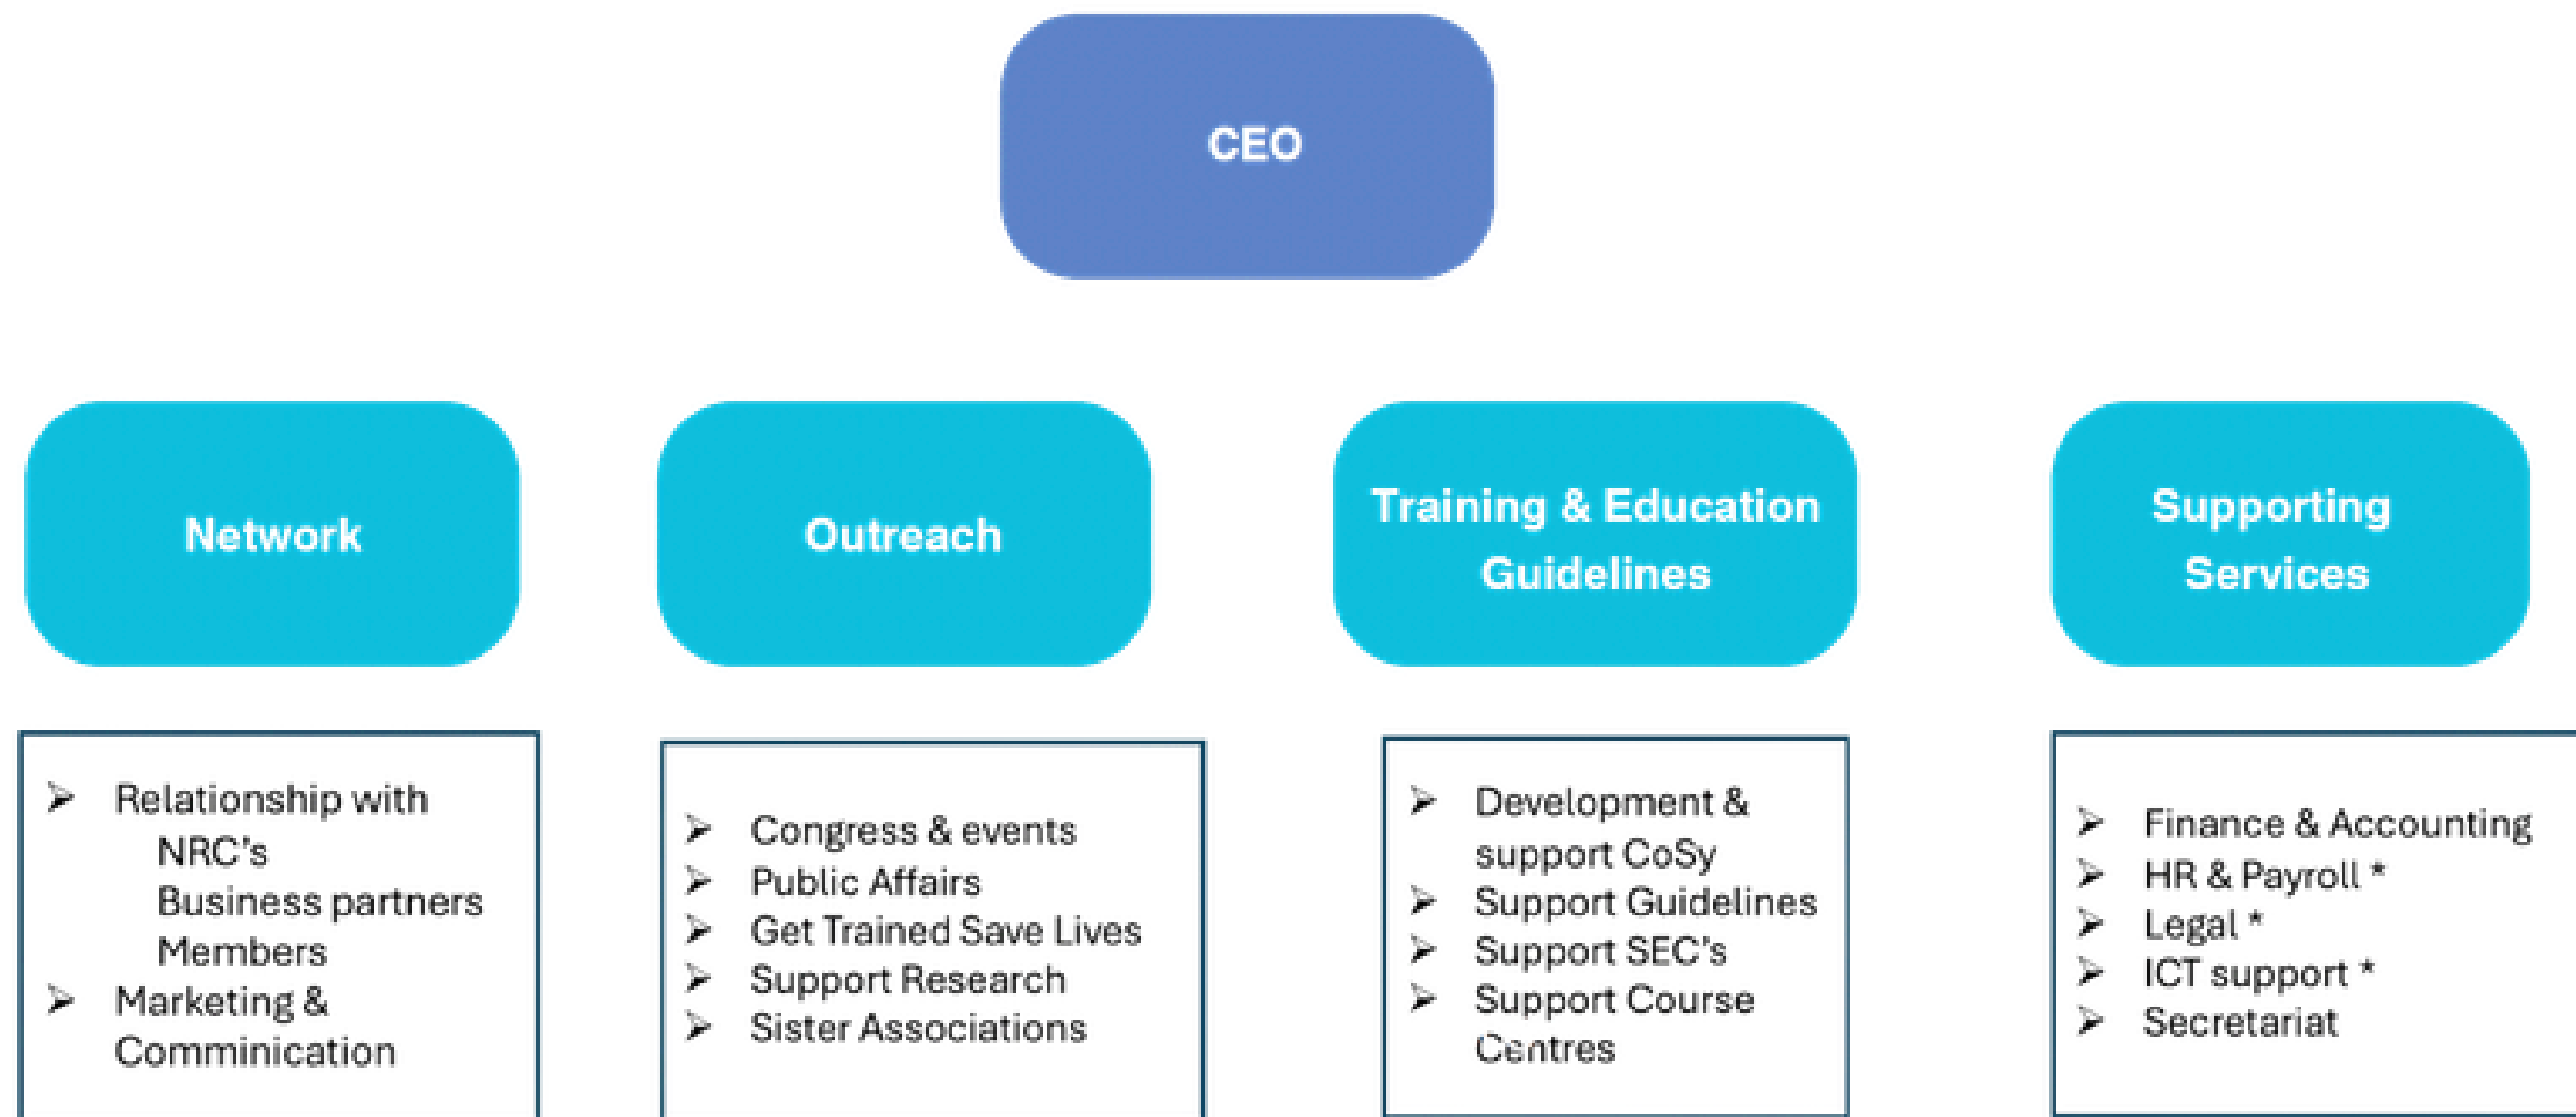 CEO
Network
Outreach
Training & Education
Guidelines
Supporting
Services
➢ Relationship with
NRC's
Business partners
Members
➢ Marketing &
Comminication
➢ Congress & events
➢ Public Affairs
➢ Get Trained Save Lives
➢ Support Research
➢ Sister Associations
➢ Development &
support CoSy
➢ Support Guidelines
➢ Support SEC's
➢ Support Course
Centres
➢ Finance & Accounting
➢ HR & Payroll *
➢ Legal *
➢ ICT support *
➢ Secretariat